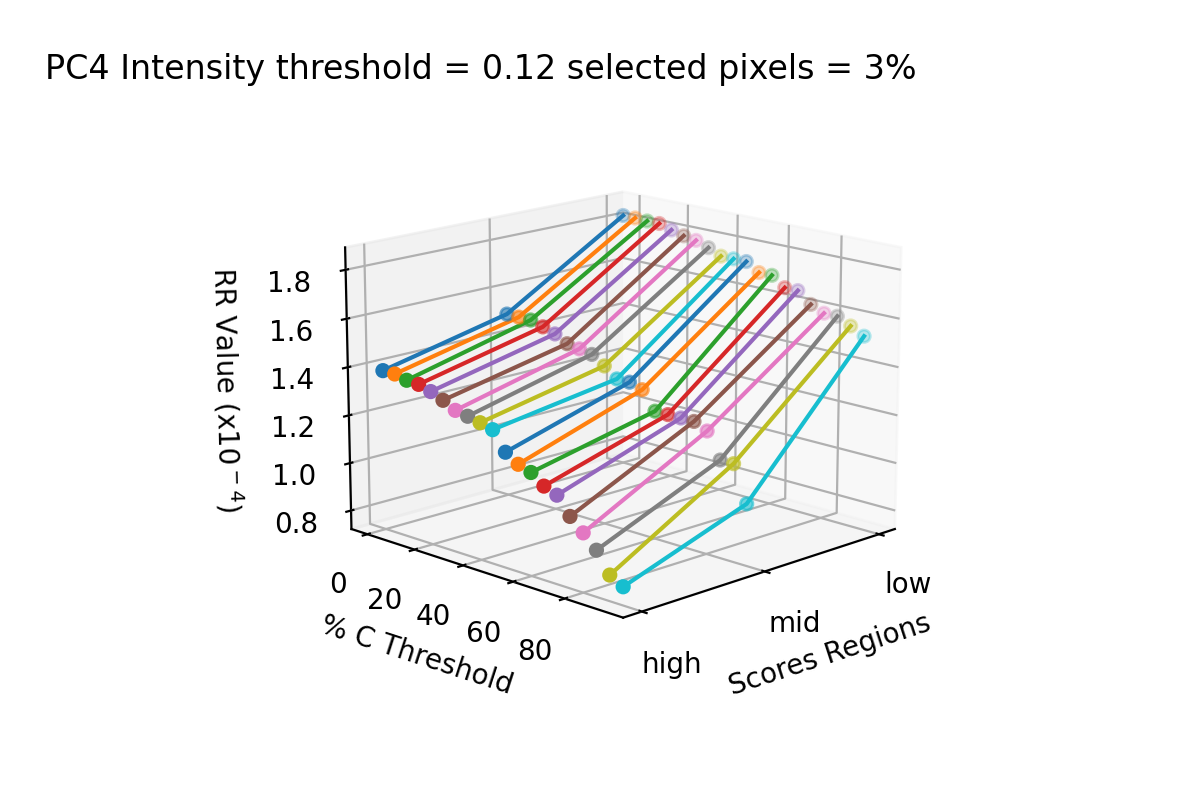 PC4 Intensity threshold = 0.12 selected pixels = 3%
RR Value (x10⁻⁴)
1.8
1.6
1.4
1.2
1.0
0.8
0
20
40
60
80
% C Threshold
high
mid
low
Scores Regions